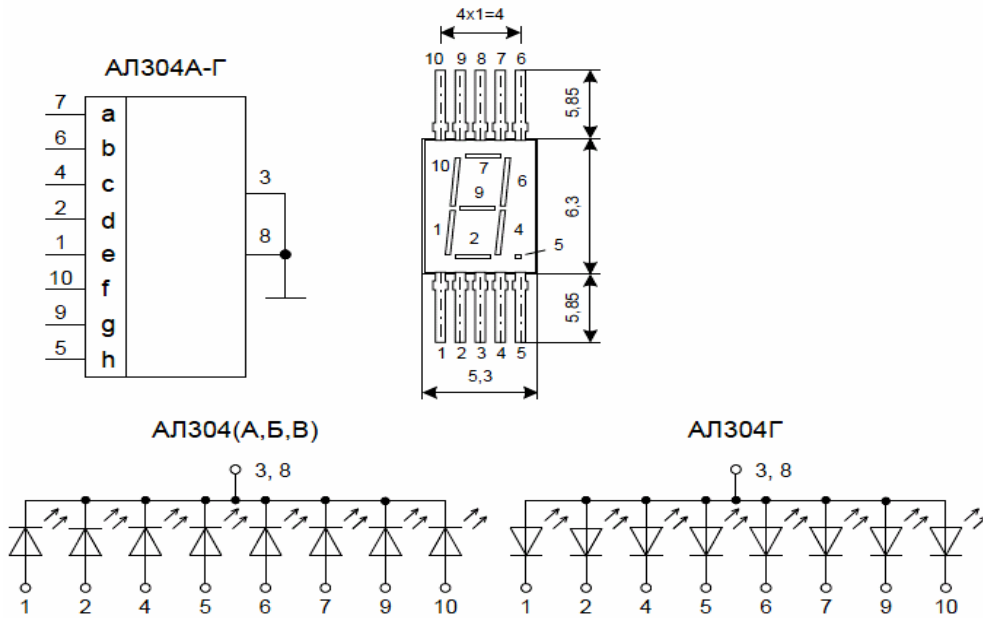 4x1=4
АЛ304А-Г
10 9 8 7 6
7 a
6 b
4 c
2 d
1 e
10 f
9 g
5 h
3
8
5,85
10 7 6
9
1 2 4 5
6,3
5,85
1 2 3 4 5
5,3
АЛ304(А,Б,В)
3, 8
1 2 4 5 6 7 9 10
АЛ304Г
3, 8
1 2 4 5 6 7 9 10